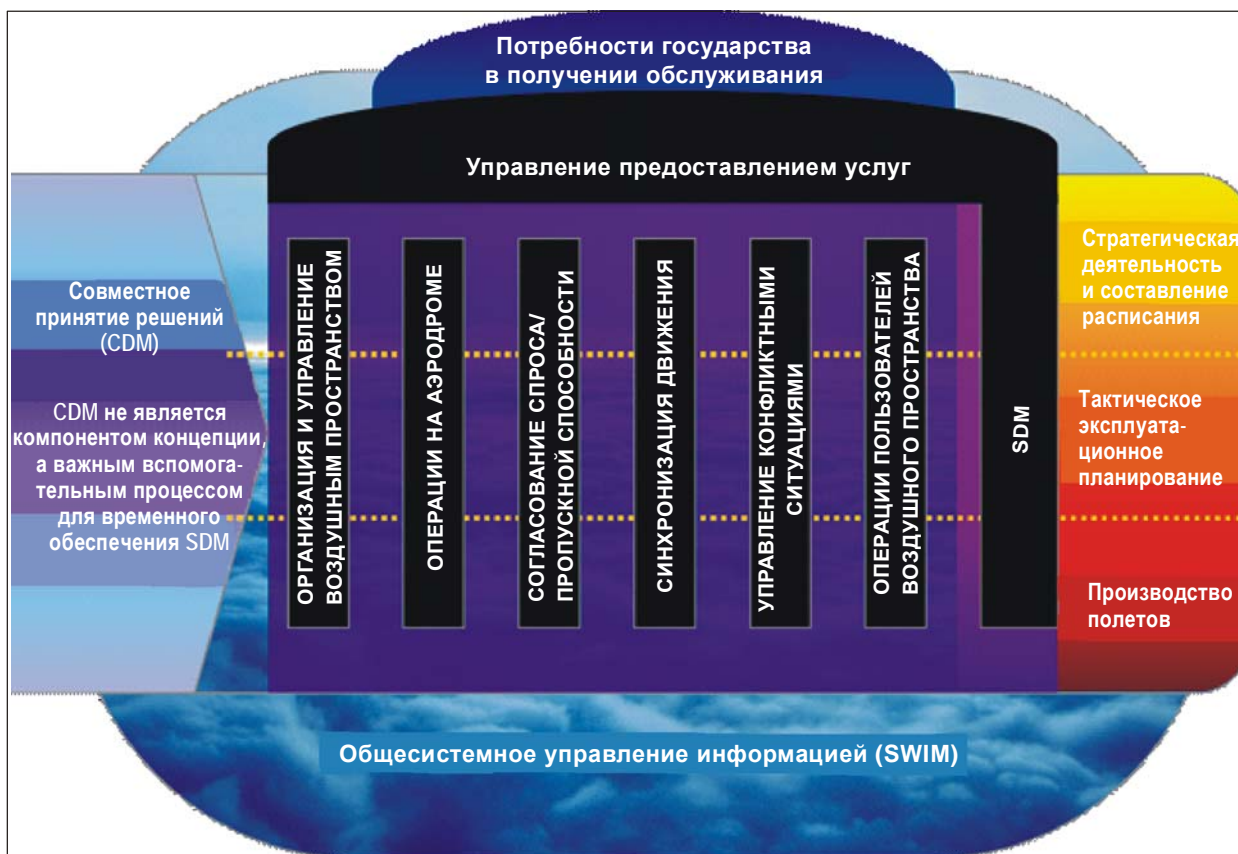 Потребности государства
в получении обслуживания
Управление предоставлением услуг
Совместное
принятие решений
(CDM)
CDM не является
компонентом концепции,
а важным вспомога-
тельным процессом
для временного
обеспечения SDM
ОРГАНИЗАЦИЯ И УПРАВЛЕНИЕ
ВОЗДУШНЫМ ПРОСТРАНСТВОМ
ОПЕРАЦИИ НА АЭРОДРОМЕ
СОГЛАСОВАНИЕ СПРОСА/
ПРОПУСКНОЙ СПОСОБНОСТИ
СИНХРОНИЗАЦИЯ ДВИЖЕНИЯ
УПРАВЛЕНИЕ КОНФЛИКТНЫМИ
СИТУАЦИЯМИ
ОПЕРАЦИИ ПОЛЬЗОВАТЕЛЕЙ
ВОЗДУШНОГО ПРОСТРАНСТВА
SDM
Стратегическая
деятельность
и составление
расписания
Тактическое
эксплуата-
ционное
планирование
Производство
полетов
Общесистемное управление информацией (SWIM)